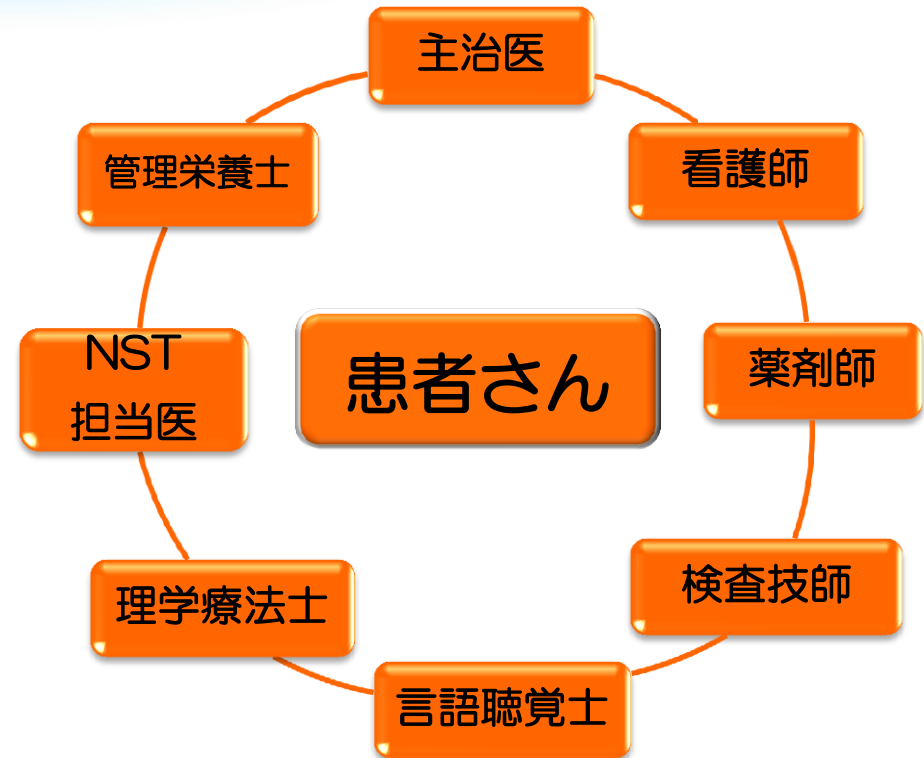 主治医
看護師
薬剤師
検査技師
言語聴覚士
理学療法士
NST
担当医
管理栄養士
患者さん